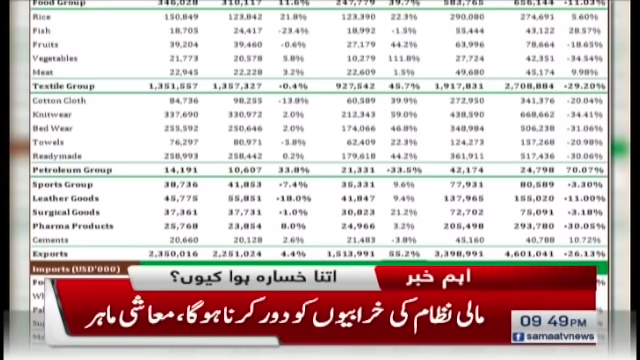 Food Group 346,028 310,117 11.6% 247,776 39.7% 583,765 656,144 -11.03%
Rice 150,849 123,842 21.8% 123,390 22.3% 290,080 274,691 5.60%
Fish 18,705 24,417 -23.4% 18,992 -1.5% 55,444 43,122 28.57%
Fruits 39,204 39,460 -0.6% 27,178 44.2% 63,996 78,664 -18.65%
Vegetables 21,773 20,576 5.8% 10,279 111.8% 27,724 42,351 -34.54%
Meat 22,945 22,228 3.2% 22,609 1.5% 49,680 45,174 9.98%
Textile Group 1,351,557 1,357,327 -0.4% 927,542 45.7% 1,917,831 2,708,884 -29.20%
Cotton Cloth 84,736 98,255 -13.8% 60,585 39.9% 272,950 341,376 -20.04%
Knitwear 337,690 330,972 2.0% 212,343 59.0% 438,590 668,662 -34.41%
Bed Wear 255,592 250,646 2.0% 174,066 46.8% 348,984 506,238 -31.06%
Towels 76,297 80,971 -5.8% 62,409 22.3% 124,273 157,268 -20.98%
Readymade 258,993 258,442 0.2% 179,618 44.2% 361,911 517,436 -30.06%
Petroleum Group 14,191 10,607 33.8% 21,331 -33.5% 42,174 24,798 70.07%
Sports Group 38,736 41,853 -7.4% 35,331 9.6% 77,931 80,589 -3.30%
Leather Goods 45,775 55,851 -18.0% 41,847 9.4% 137,965 155,020 -11.00%
Surgical Goods 37,361 37,731 -1.0% 30,823 21.2% 72,702 75,091 -3.18%
Pharma Products 25,768 23,854 8.0% 24,966 3.2% 205,498 293,780 -30.05%
Cements 20,660 20,128 2.6% 21,483 -3.8% 45,160 40,788 10.72%
Exports 2,350,016 2,251,024 4.4% 1,513,991 55.2% 3,398,991 4,601,041 -26.13%
Imports (USD'000)
اہم خبر اتنا خسارہ ہوا کیوں؟
مالی نظام کی خرابیوں کو دور کرنا ہوگا، معاشی ماہر
09:49PM
samaatvnews